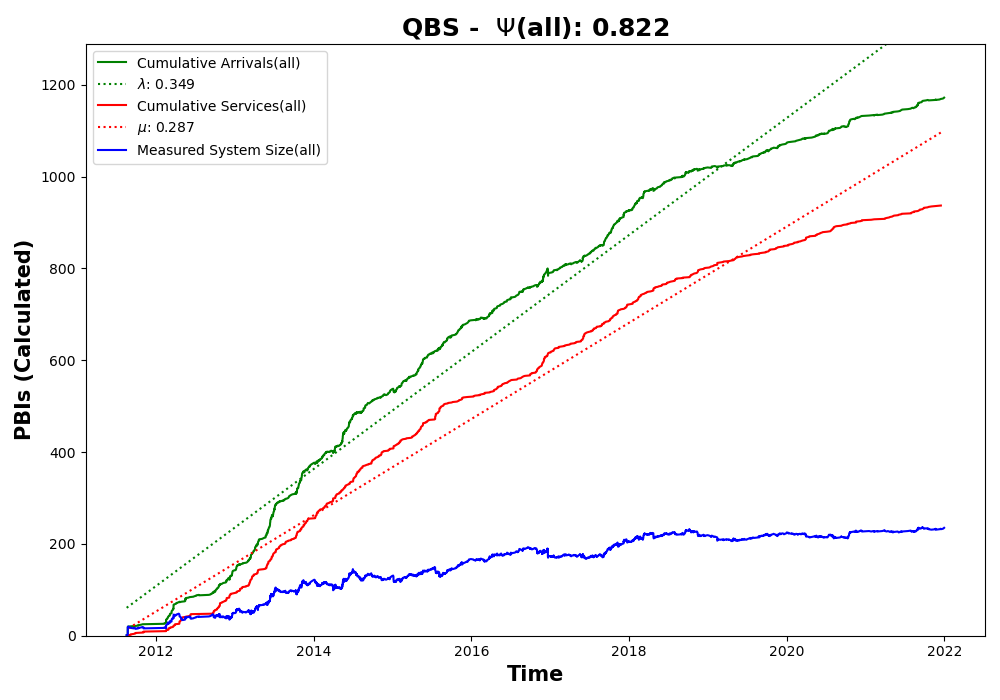 QBS - Ψ(all): 0.822
Cumulative Arrivals(all)
λ: 0.349
Cumulative Services(all)
μ: 0.287
Measured System Size(all)
PBIs (Calculated)
1200
1000
800
600
400
200
0
2012 2014 2016 2018 2020 2022
Time